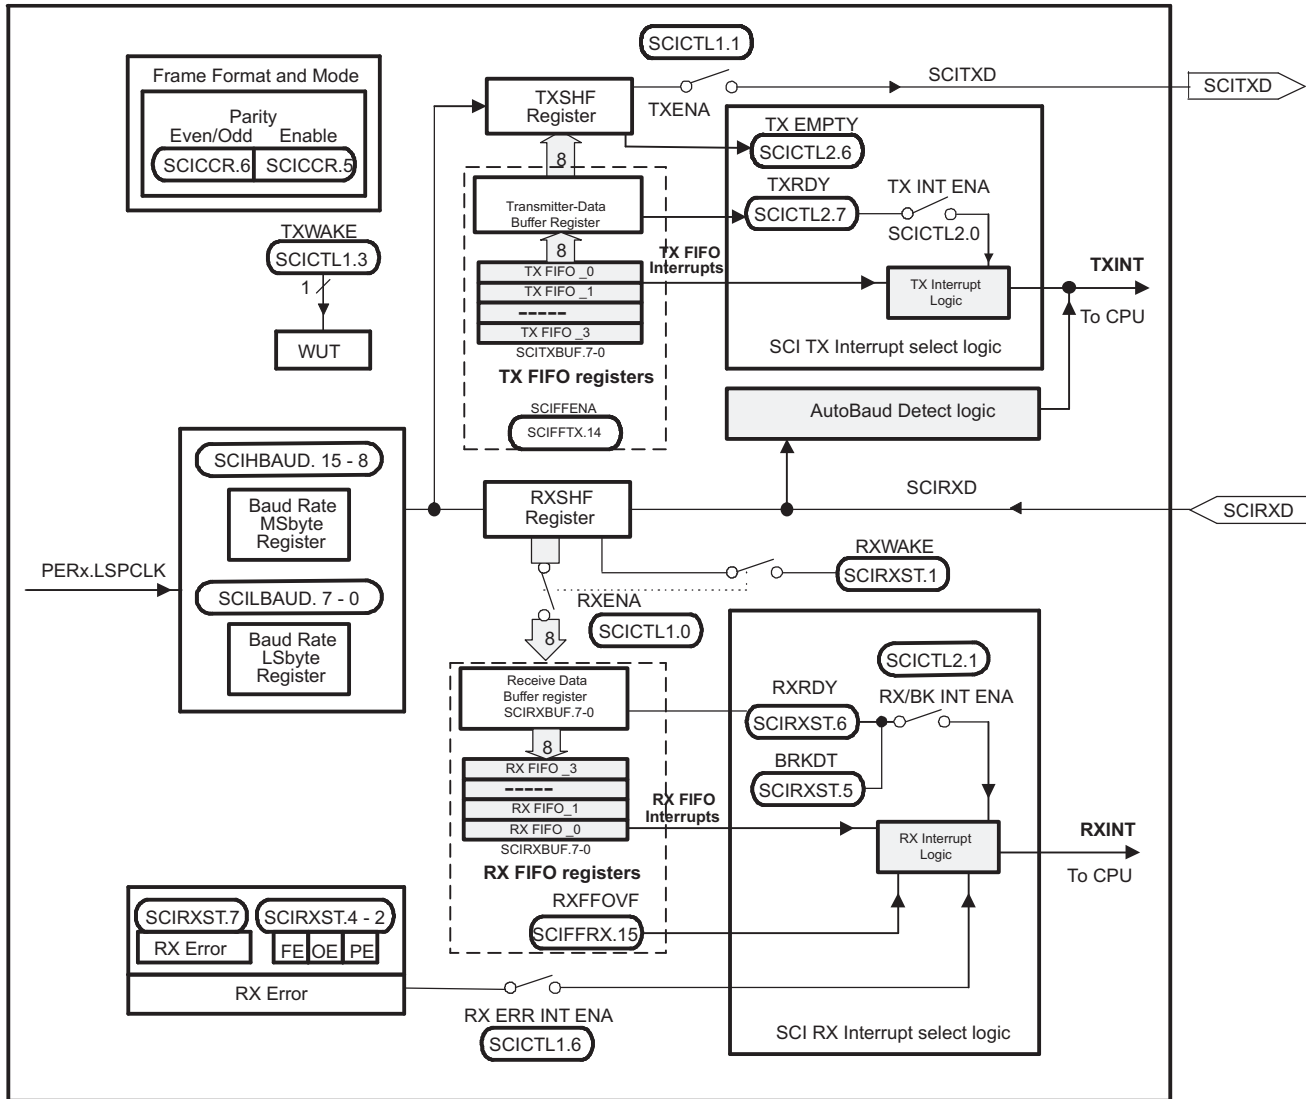 SCICTL1.1
Frame Format and Mode
Parity
Even/Odd Enable
SCICCR.6 SCICCR.5
TXWAKE
SCICTL1.3
1
WUT
TXSHF
Register
TXENA
SCITXD
SCITXD
8
Transmitter-Data
Buffer Register
8
TX FIFO _0
TX FIFO _1
-----
TX FIFO _3
SCITXBUF.7-0
TX FIFO registers
SCIFFENA
SCIFFTX.14
TX FIFO
Interrupts
TX EMPTY
SCICTL2.6
TXRDY
SCICTL2.7
TX INT ENA
SCICTL2.0
TX Interrupt
Logic
SCI TX Interrupt select logic
TXINT
To CPU
AutoBaud Detect logic
PERx.LSPCLK
SCIHBAUD. 15 - 8
Baud Rate
MSbyte
Register
SCILBAUD. 7 - 0
Baud Rate
LSbyte
Register
RXSHF
Register
SCIRXD
SCIRXD
RXWAKE
SCIRXST.1
RXENA
SCICTL1.0
8
Receive Data
Buffer register
SCIRXBUF.7-0
8
RX FIFO _3
-----
RX FIFO_1
RX FIFO _0
SCIRXBUF.7-0
RX FIFO registers
RXFFOVF
SCIFFRX.15
RX FIFO
Interrupts
SCICTL2.1
RXRDY
RX/BK INT ENA
SCIRXST.6
BRKDT
SCIRXST.5
RX Interrupt
Logic
RXINT
To CPU
SCI RX Interrupt select logic
SCIRXST.7 SCIRXST.4 - 2
RX Error FE OE PE
RX Error
RX ERR INT ENA
SCICTL1.6